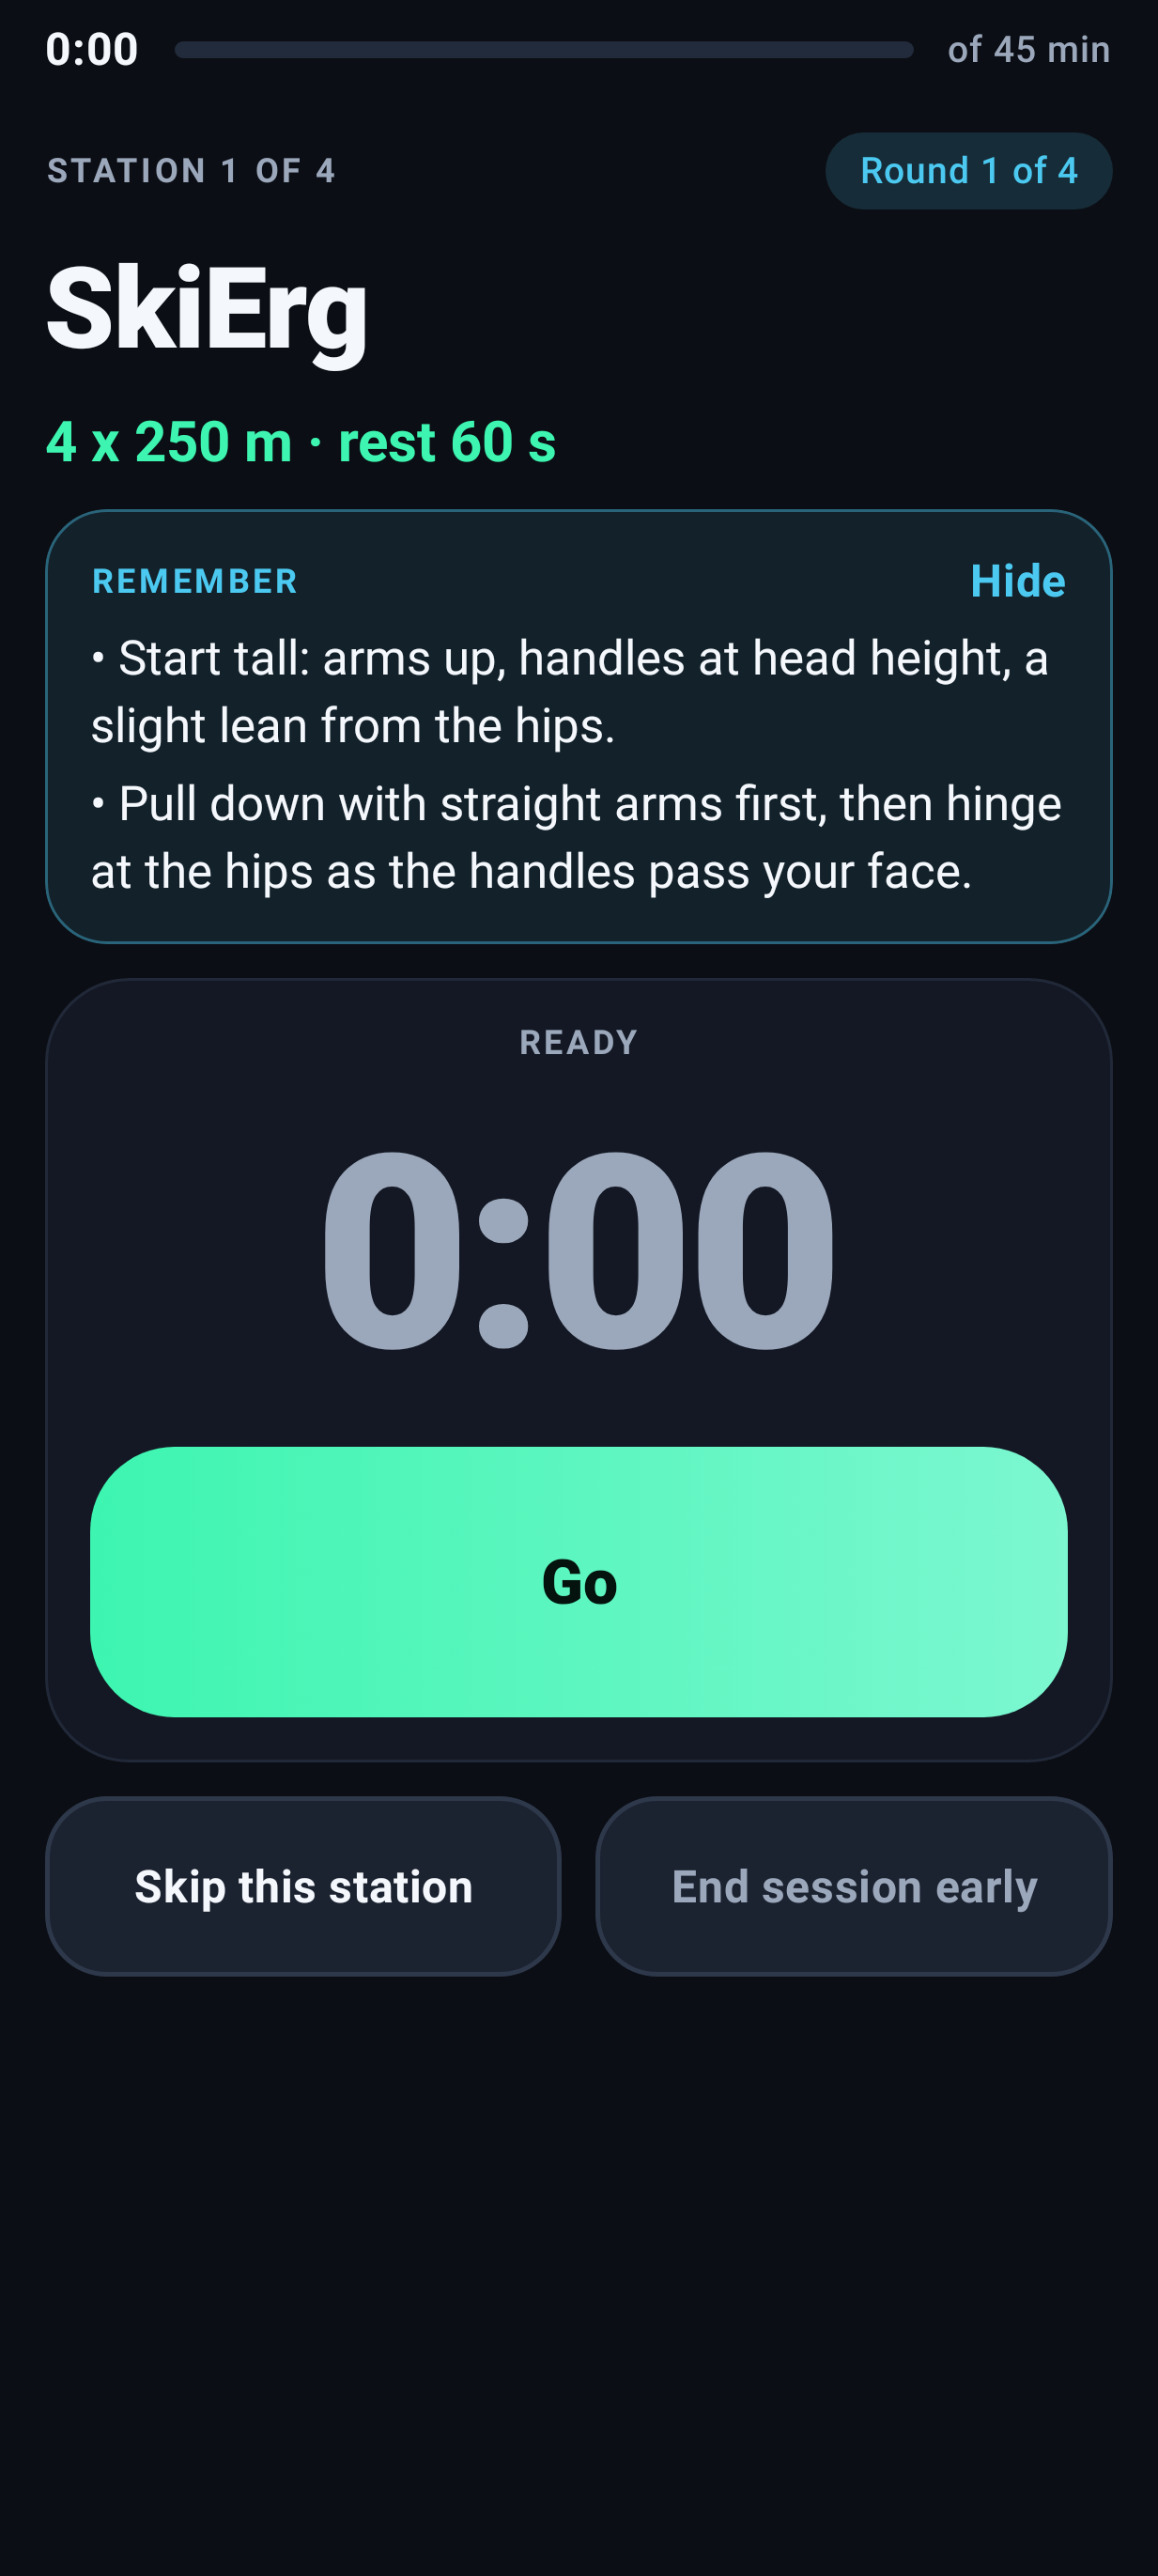 0:00
of 45 min
STATION 1 OF 4
Round 1 of 4
SkiErg
4 x 250 m · rest 60 s
REMEMBER
Hide
• Start tall: arms up, handles at head height, a
slight lean from the hips.
• Pull down with straight arms first, then hinge
at the hips as the handles pass your face.
READY
0:00
Go
Skip this station
End session early